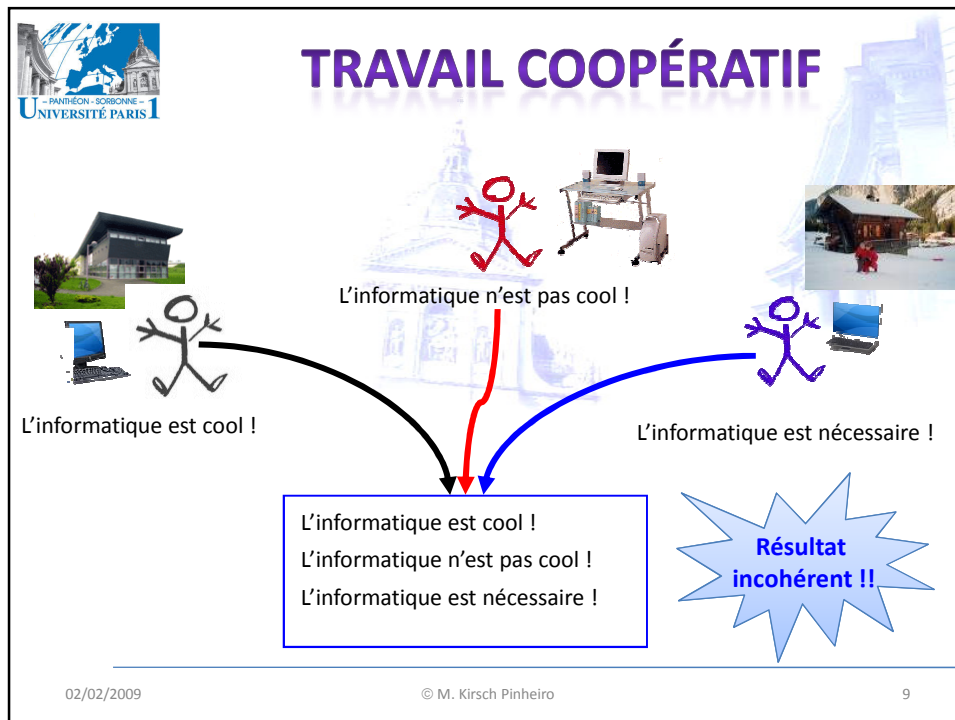 TRAVAIL COOPÉRATIF
– PANTHÉON - SORBONNE –
UNIVERSITÉ PARIS 1
L’informatique n’est pas cool !
L’informatique est cool !
L’informatique est nécessaire !
L’informatique est cool !
L’informatique n’est pas cool !
L’informatique est nécessaire !
Résultat
incohérent !!
02/02/2009
© M. Kirsch Pinheiro
9